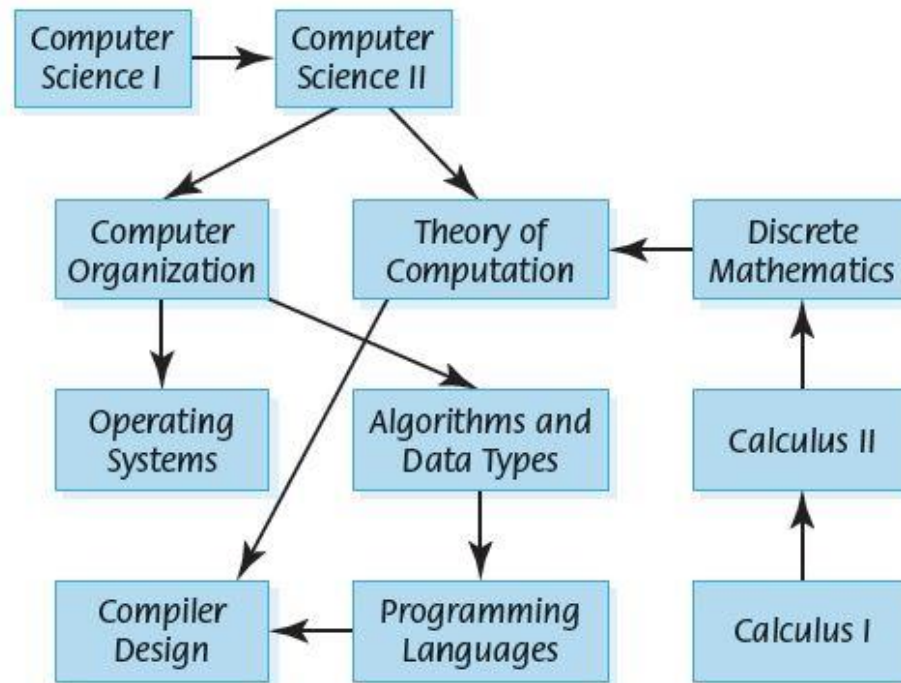 Computer
Science I
Computer
Science II
Computer
Organization
Theory of
Computation
Discrete
Mathematics
Operating
Systems
Algorithms and
Data Types
Calculus II
Compiler
Design
Programming
Languages
Calculus I